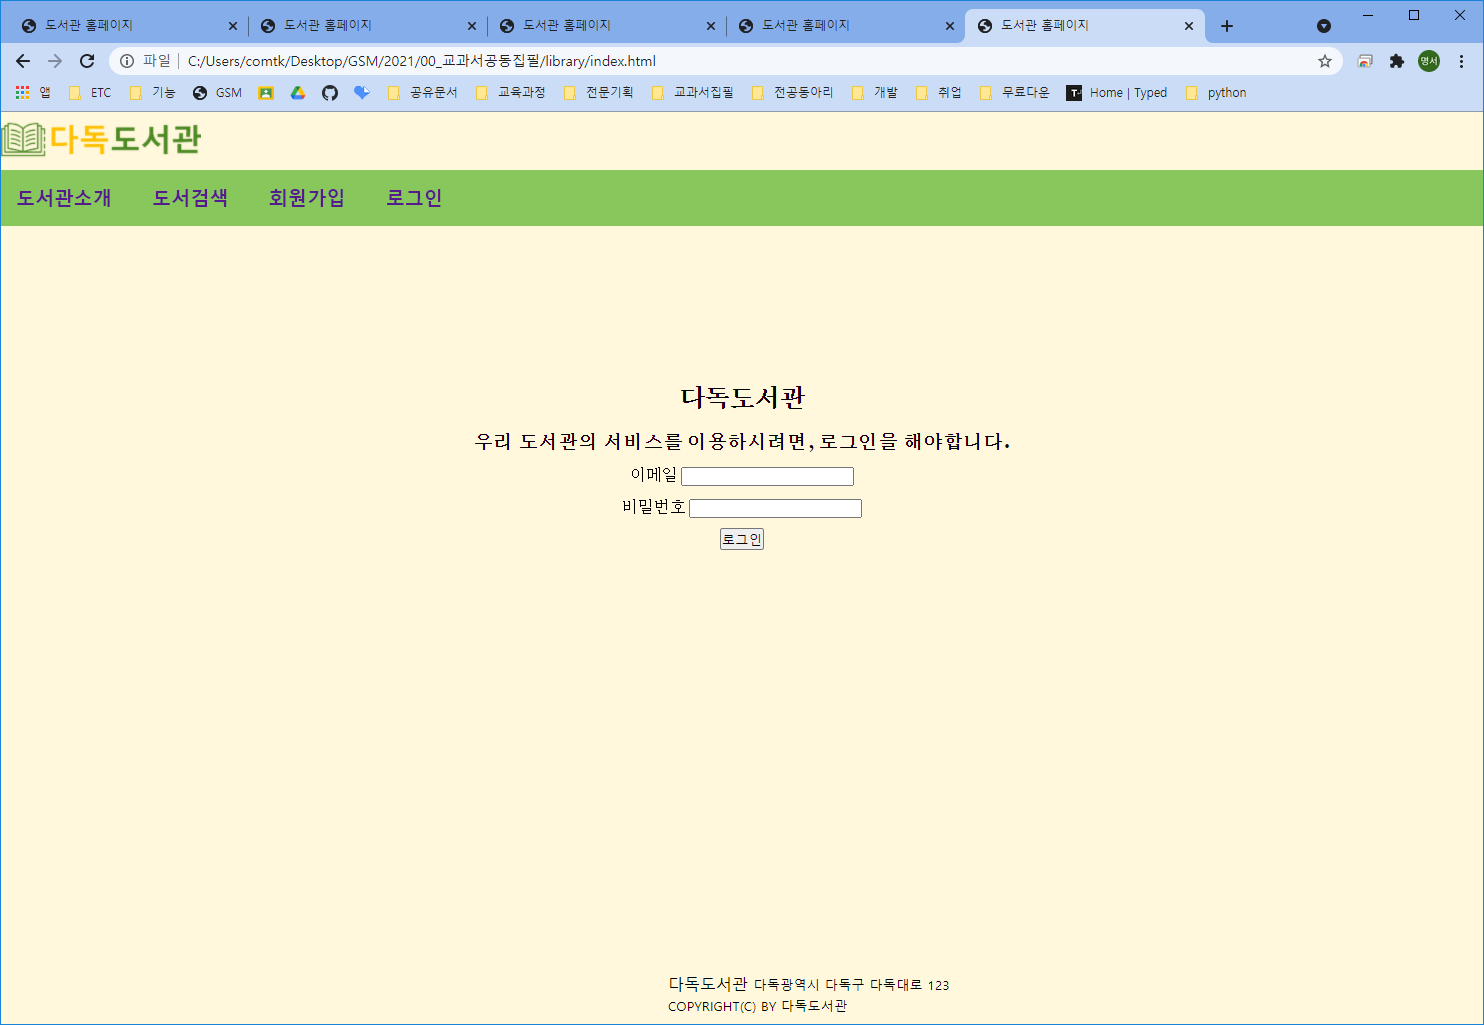 도서관 홈페이지 도서관 홈페이지 도서관 홈페이지 도서관 홈페이지 도서관 홈페이지
파일 C:/Users/comtk/Desktop/GSM/2021/00_교과서공동집필/library/index.html 명서
앱 ETC 기능 GSM 공유문서 교육과정 전문기획 교과서집필 전공동아리 개발 취업 무료다운 Home | Typed python
다독도서관
도서관소개 도서검색 회원가입 로그인
다독도서관
우리 도서관의 서비스를 이용하시려면, 로그인을 해야합니다.
이메일
비밀번호
로그인
다독도서관 다독광역시 다독구 다독대로 123
COPYRIGHT(C) BY 다독도서관